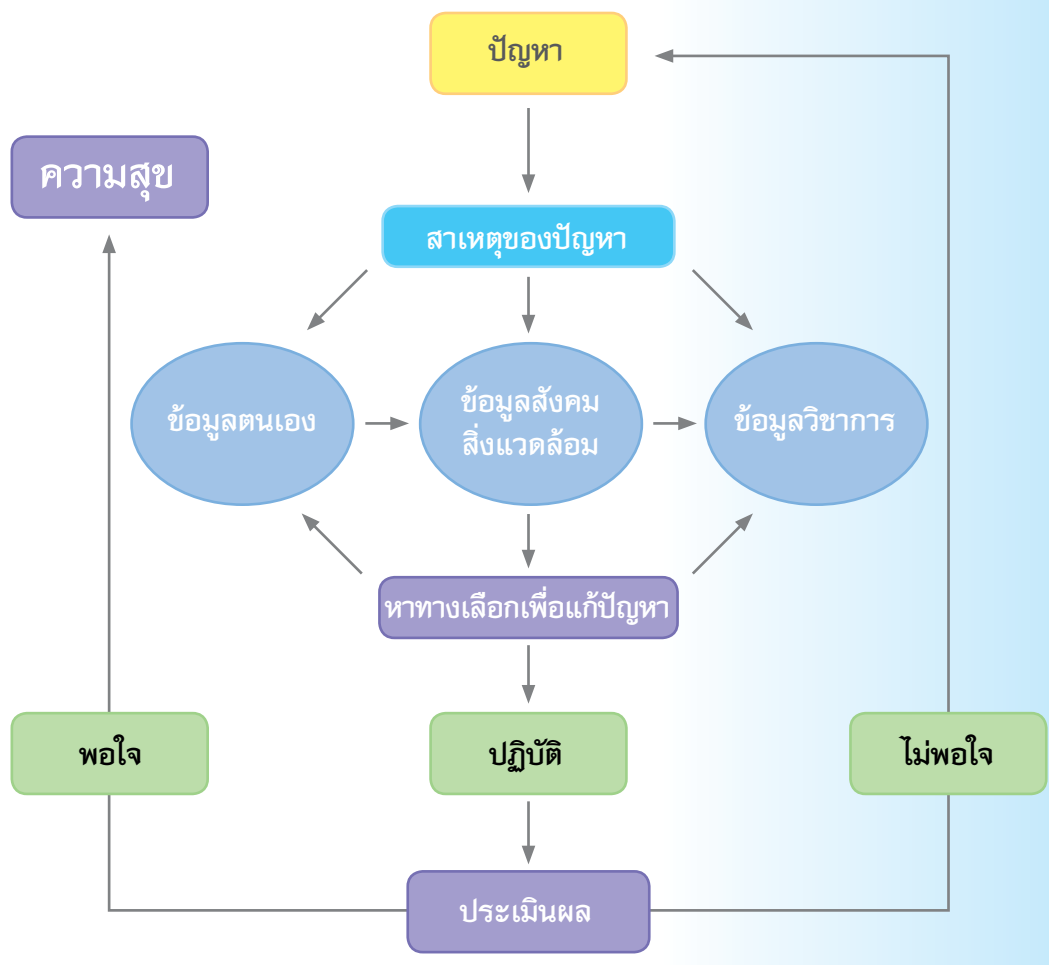 ปัญหา
ความสุข
สาเหตุของปัญหา
ข้อมูลตนเอง
ข้อมูลสังคม
สิ่งแวดล้อม
ข้อมูลวิชาการ
หาทางเลือกเพื่อแก้ปัญหา
พอใจ
ปฏิบัติ
ไม่พอใจ
ประเมินผล